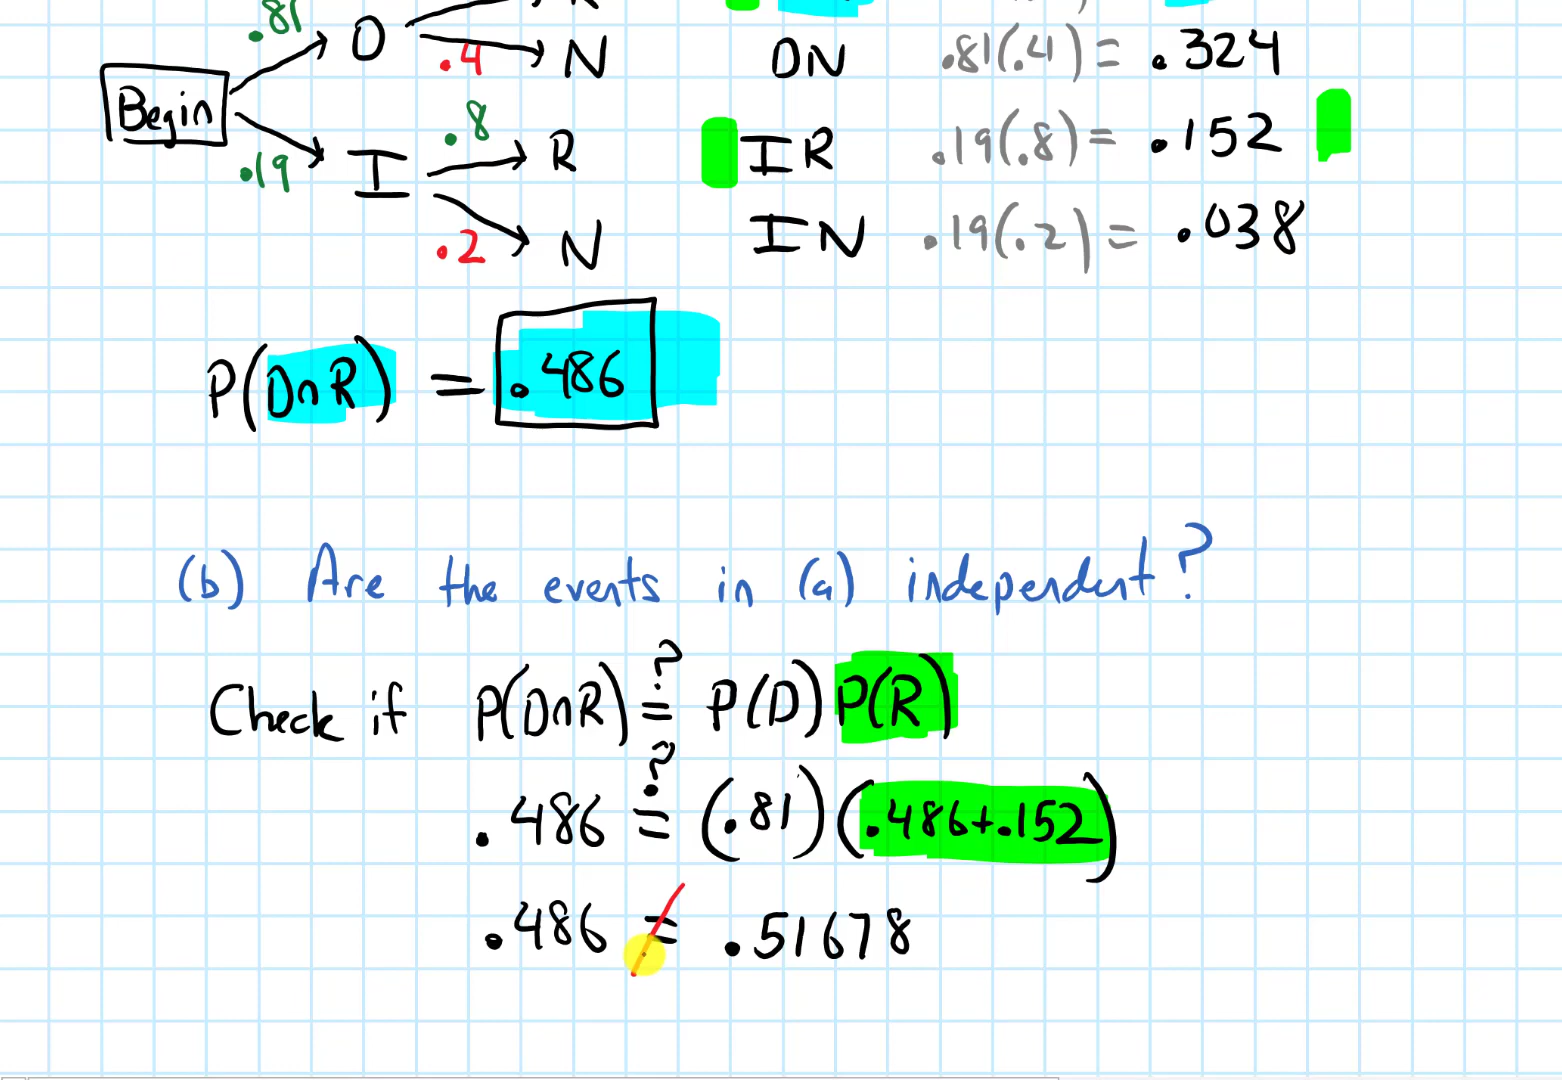 .81 D R
.4 N DN .81(.4) = .324
Begin
.8
.19 I R IR .19(.8) = .152
.2 N IN .19(.2) = .038
P(D∩R) = .486
(b) Are the events in (a) independent?
Check if P(D∩R) ≟ P(D) P(R)
.486 ≟ (.81)(.486+.152)
.486 ≠ .51678